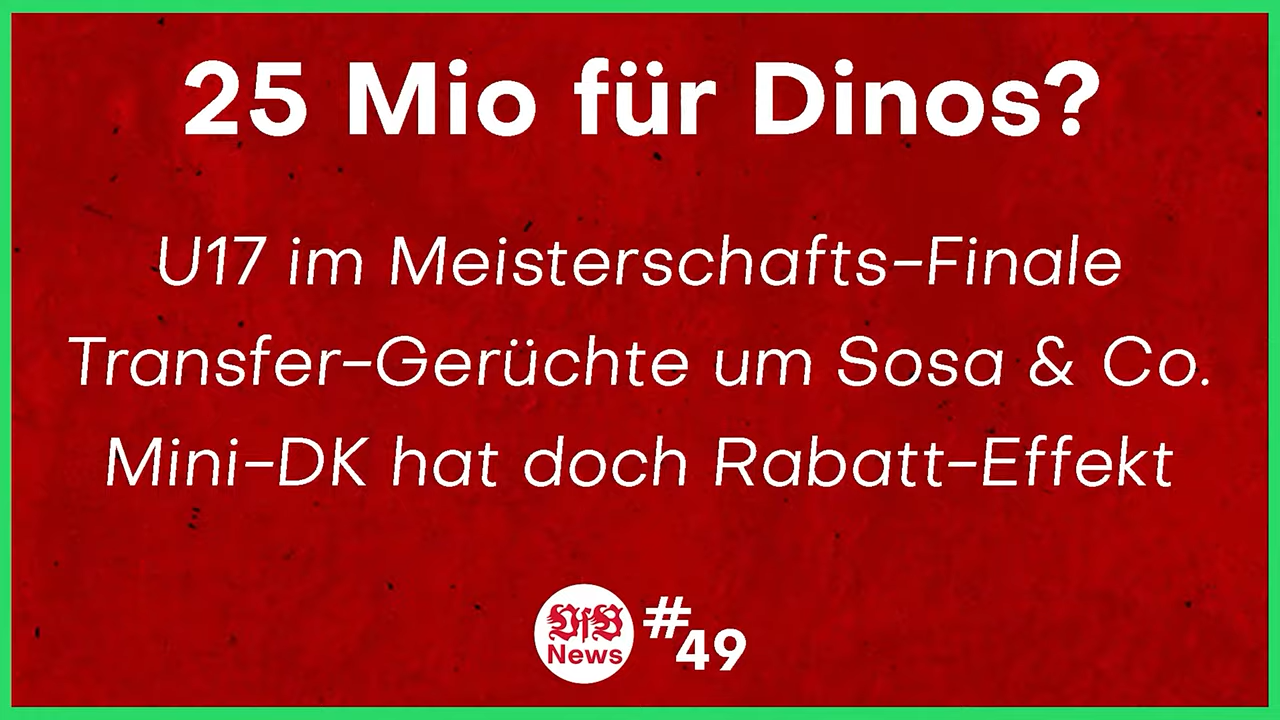 25 Mio für Dinos?
U17 im Meisterschafts-Finale
Transfer-Gerüchte um Sosa & Co.
Mini-DK hat doch Rabatt-Effekt
VfB
News
#49